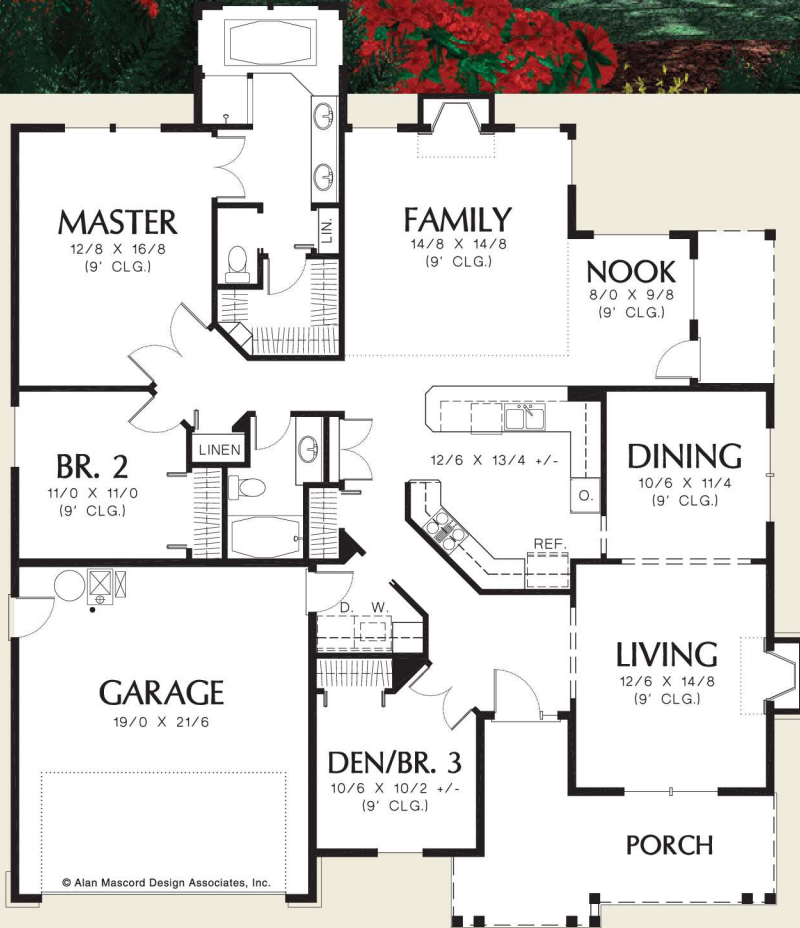 LIN.
MASTER
12/8 X 16/8
(9' CLG.)
FAMILY
14/8 X 14/8
(9' CLG.)
NOOK
8/0 X 9/8
(9' CLG.)
LINEN
BR. 2
11/0 X 11/0
(9' CLG.)
12/6 X 13/4 +/-
O.
REF.
DINING
10/6 X 11/4
(9' CLG.)
D. W.
GARAGE
19/0 X 21/6
LIVING
12/6 X 14/8
(9' CLG.)
DEN/BR. 3
10/6 X 10/2 +/-
(9' CLG.)
PORCH
© Alan Mascord Design Associates, Inc.